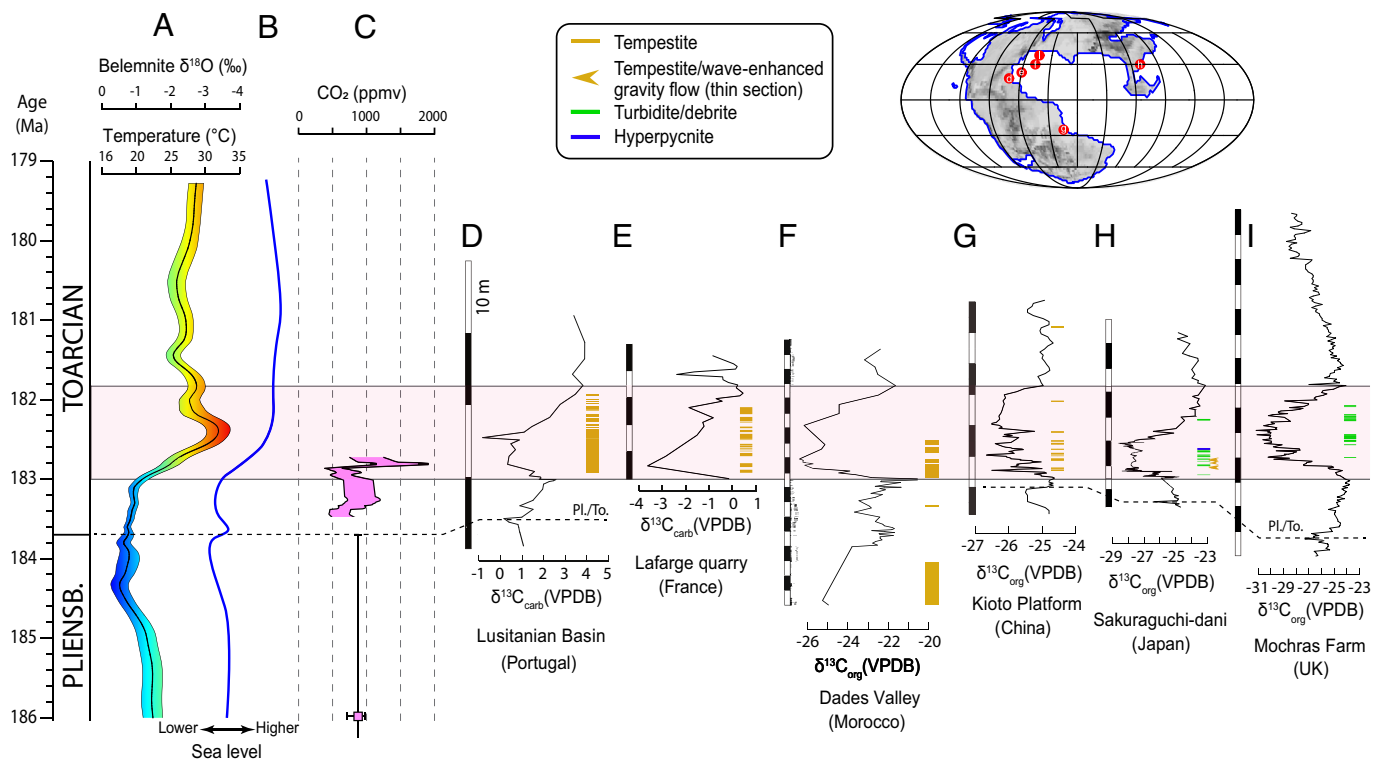 A
B
C
Belemnite δ¹⁸O (‰)
0 -1 -2 -3 -4
Age
(Ma)
Temperature (°C)
16 20 25 30 35
CO₂ (ppmv)
0 1000 2000
Tempestite
Tempestite/wave-enhanced
gravity flow (thin section)
Turbidite/debrite
Hyperpycnite
d
e
g
h
179
180
181
182
183
184
185
186
TOARCIAN
PLIENSB.
Lower Higher
Sea level
D
10 m
Pl./To.
-1 0 1 2 3 4 5
δ¹³C_carb(VPDB)
Lusitanian Basin
(Portugal)
E
-4 -3 -2 -1 0 1
δ¹³C_carb(VPDB)
Lafarge quarry
(France)
F
-26 -24 -22 -20
δ¹³C_org(VPDB)
Dades Valley
(Morocco)
G
-27 -26 -25 -24
δ¹³C_org(VPDB)
Kioto Platform
(China)
H
-29 -27 -25 -23
δ¹³C_org(VPDB)
Sakuraguchi-dani
(Japan)
I
Pl./To.
-31 -29 -27 -25 -23
δ¹³C_org(VPDB)
Mochras Farm
(UK)